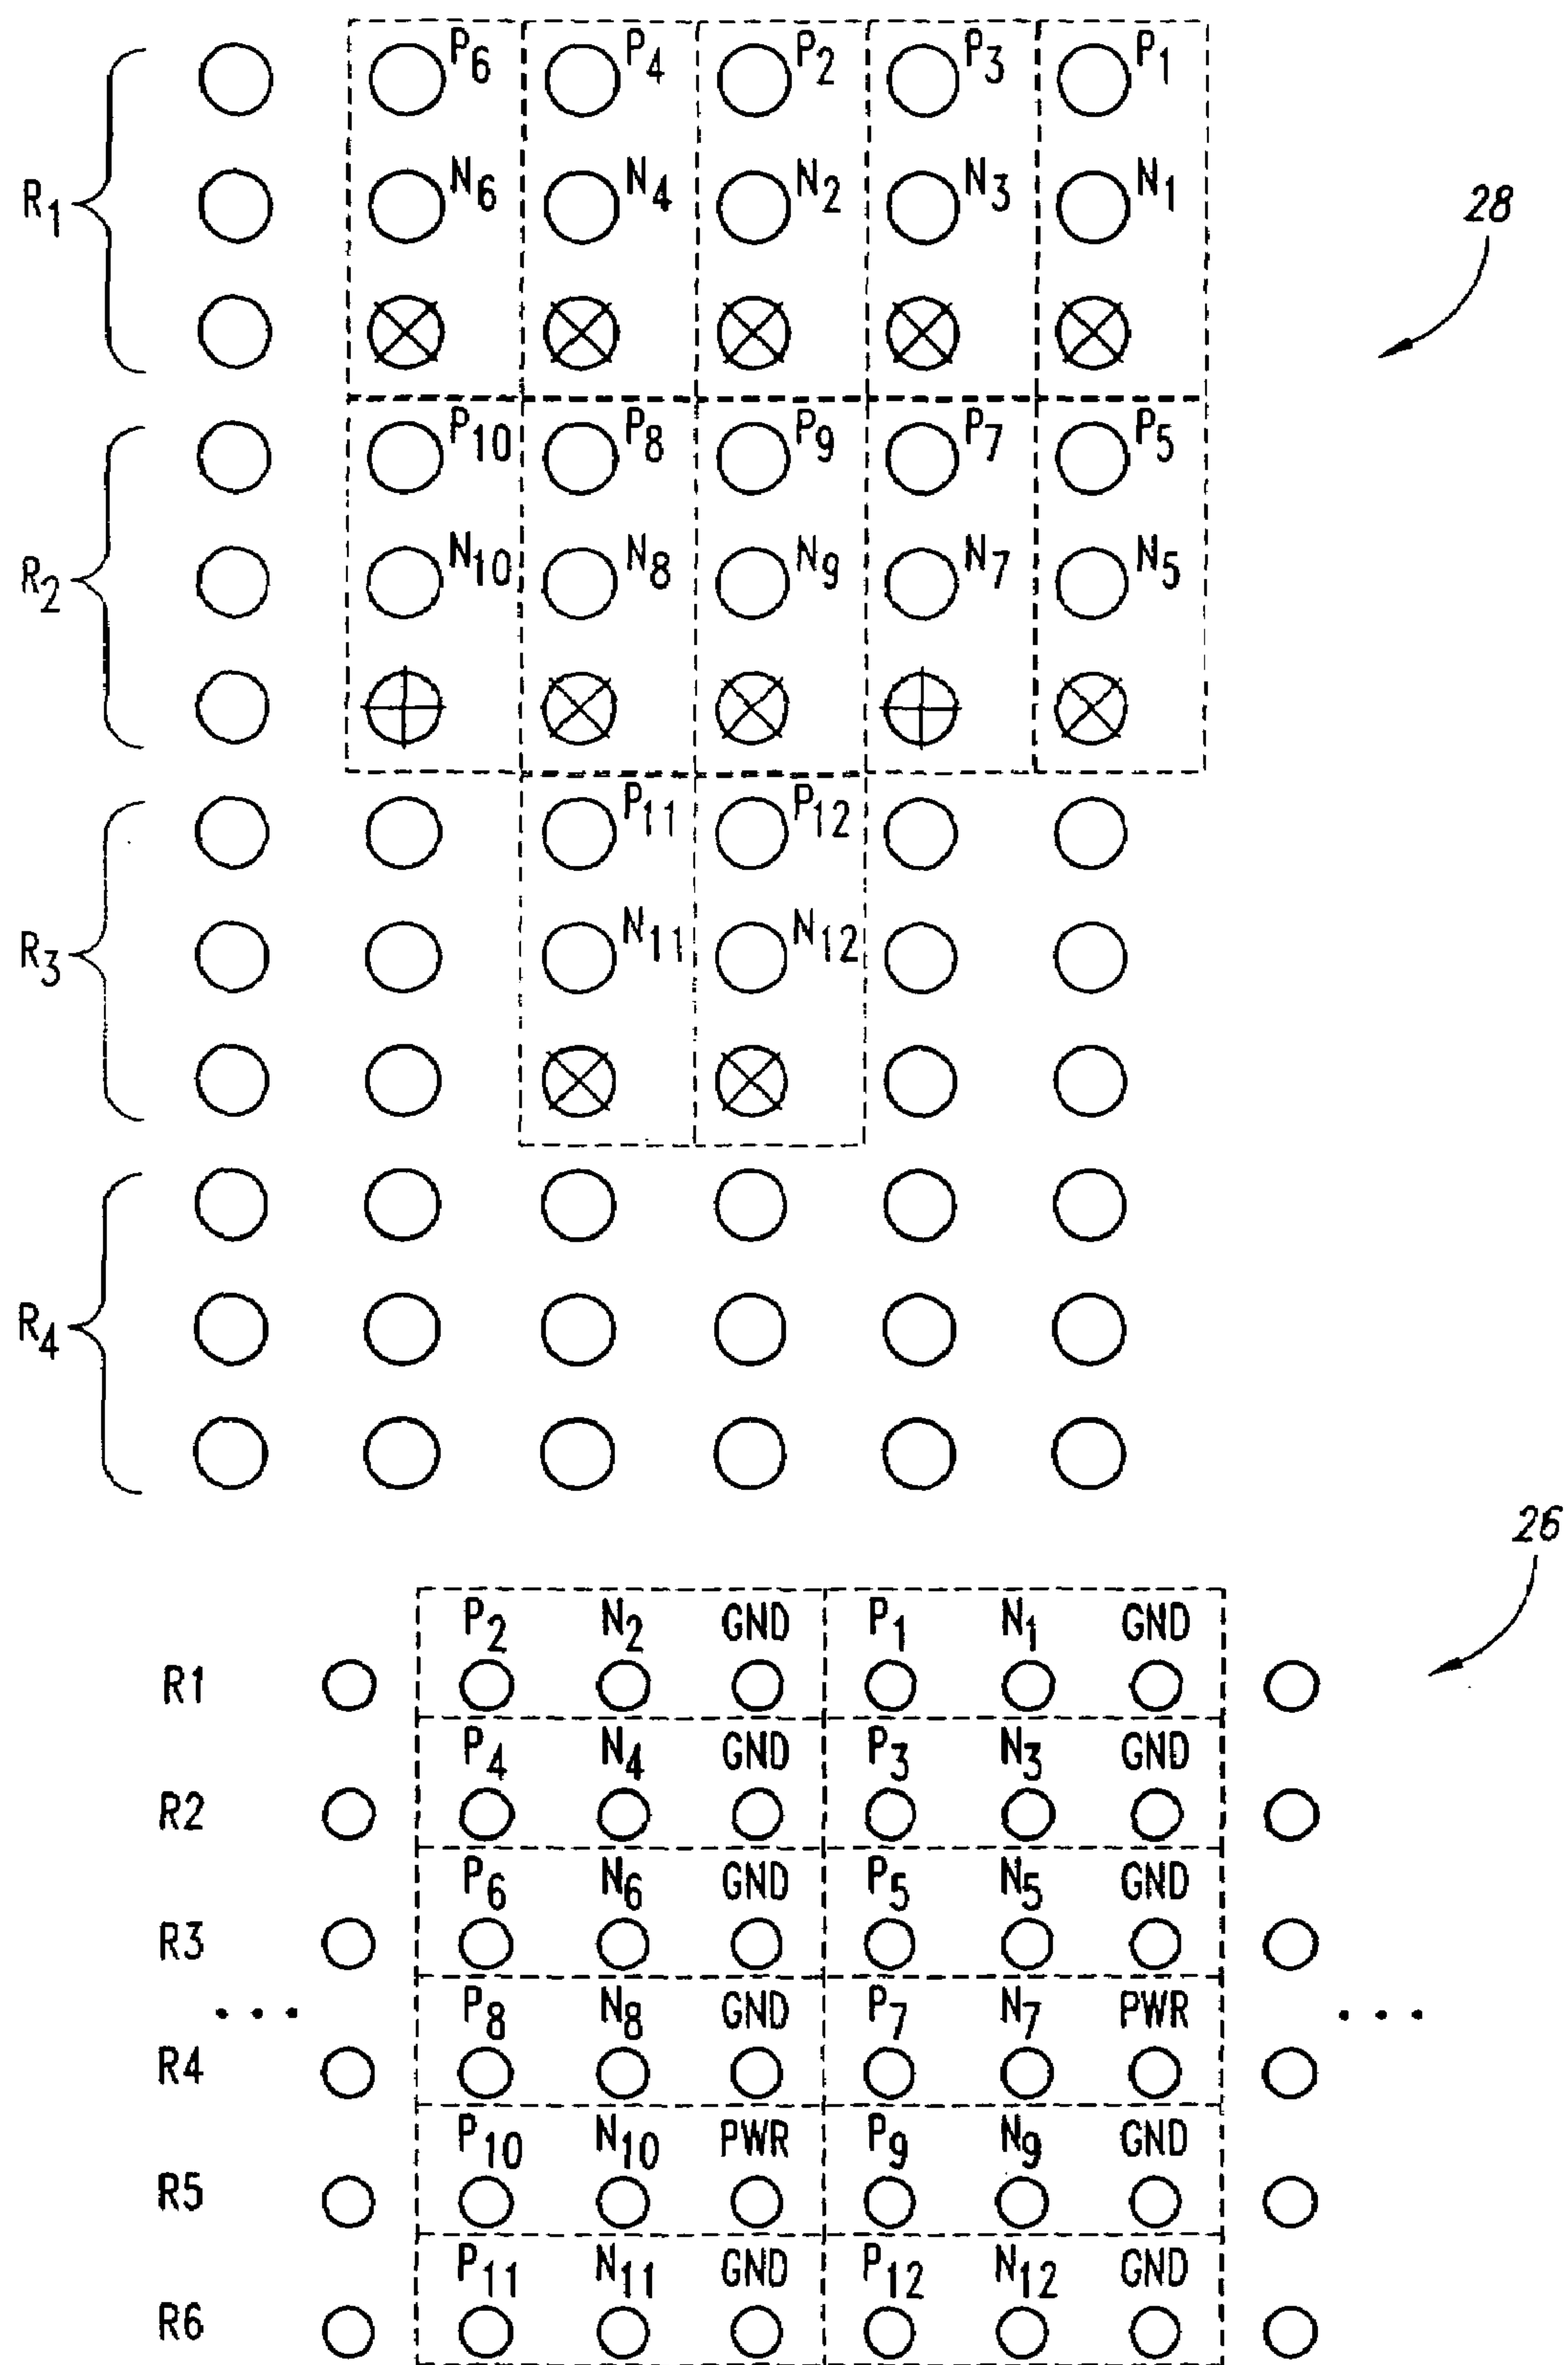 P6 P4 P2 P3 P1
R1 N6 N4 N2 N3 N1
28
P10 P8 P9 P7 P5
R2 N10 N8 N9 N7 N5
P11 P12
R3 N11 N12
R4
26
P2 N2 GND P1 N1 GND
R1
P4 N4 GND P3 N3 GND
R2
P6 N6 GND P5 N5 GND
R3
P8 N8 GND P7 N7 PWR
... ...
R4
P10 N10 PWR P9 N9 GND
R5
P11 N11 GND P12 N12 GND
R6